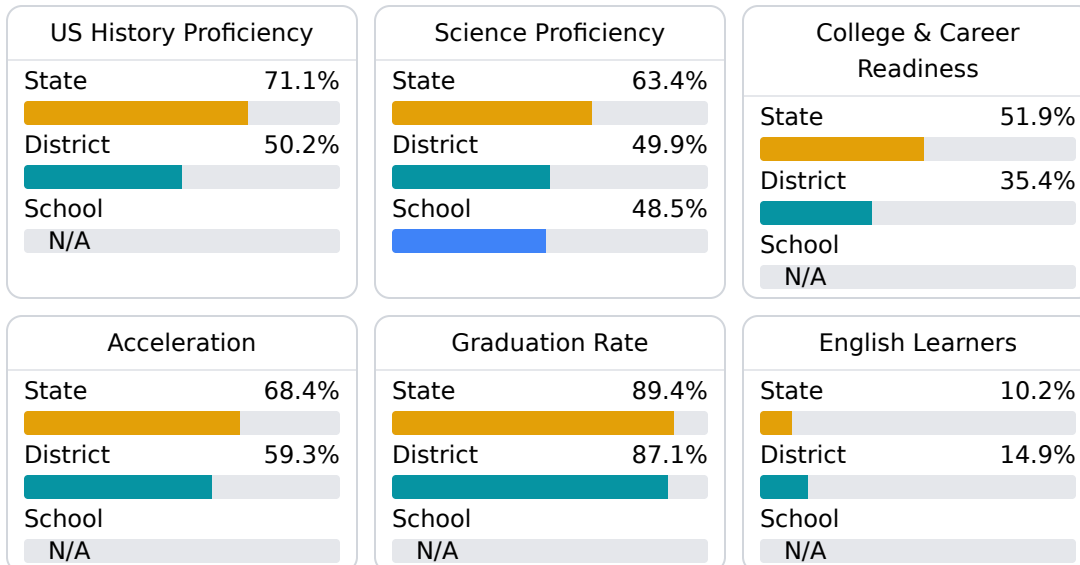 US History Proficiency
State 71.1%
District 50.2%
School
N/A
Science Proficiency
State 63.4%
District 49.9%
School 48.5%
College & Career
Readiness
State 51.9%
District 35.4%
School
N/A
Acceleration
State 68.4%
District 59.3%
School
N/A
Graduation Rate
State 89.4%
District 87.1%
School
N/A
English Learners
State 10.2%
District 14.9%
School
N/A